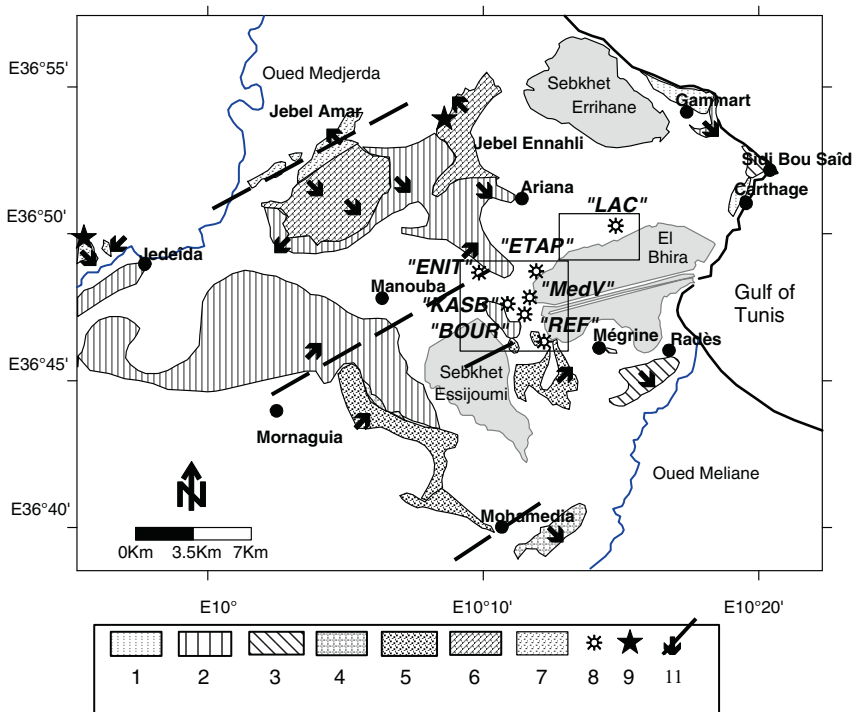 E36°55'
Oued Medjerda
Sebkhet
Errihane
Jebel Amar
Gammart
Jebel Ennahli
Sidi Bou Saîd
Ariana
Carthage
E36°50'
"LAC"
"ETAP"
El
Bhira
"ENIT"
Jedeida
Manouba
"MedV"
Gulf of
Tunis
"KASB"
"BOUR"
"REF"
Mégrine
Radès
E36°45'
Sebkhet
Essijoumi
Mornaguia
Oued Meliane
N
E36°40'
Mohamedia
0Km 3.5Km 7Km
E10° E10°10' E10°20'
1 2 3 4 5 6 7 8 9 11